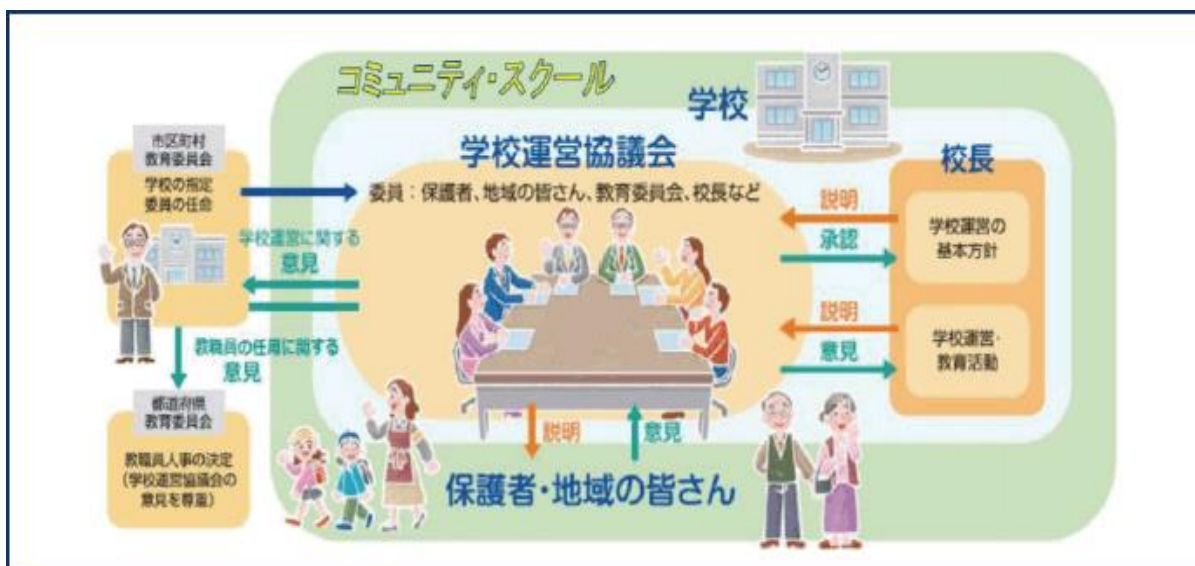 コミュニティ・スクール
学校
学校運営協議会
委員:保護者、地域の皆さん、教育委員会、校長など
市区町村
教育委員会
学校の指定
委員の任命
学校運営に関する
意見
教職員の任用に関する
意見
都道府県
教育委員会
教職員人事の決定
(学校運営協議会の
意見を尊重)
校長
説明
承認
学校運営の
基本方針
説明
意見
学校運営・
教育活動
説明
意見
保護者・地域の皆さん